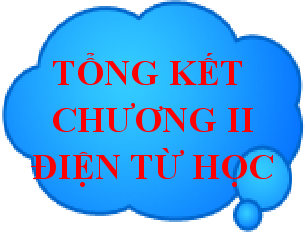 TỔNG KẾT
CHƯƠNG II
ĐIỆN TỪ HỌC